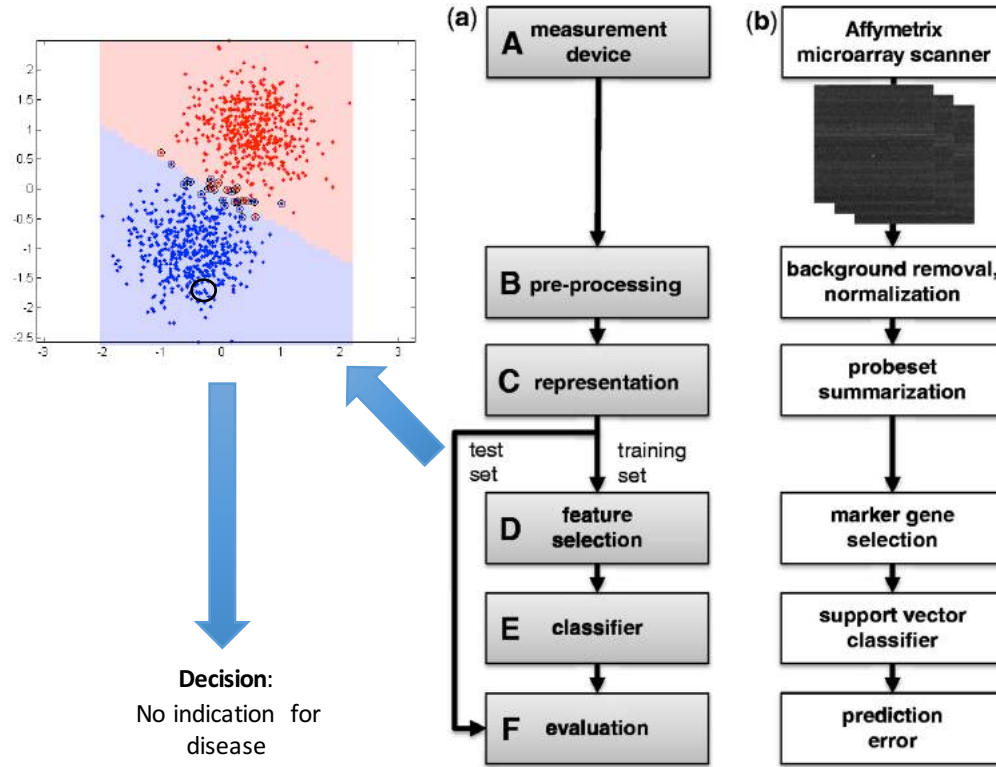 2
1.5
1
0.5
0
-0.5
-1
-1.5
-2
-2.5
-3
-2
-1
0
1
2
3
Decision:
No indication for
disease
(a)
A measurement
device
B pre-processing
C representation
test
set
training
set
D feature
selection
E classifier
F evaluation
(b)
Affymetrix
microarray scanner
background removal,
normalization
probeset
summarization
marker gene
selection
support vector
classifier
prediction
error